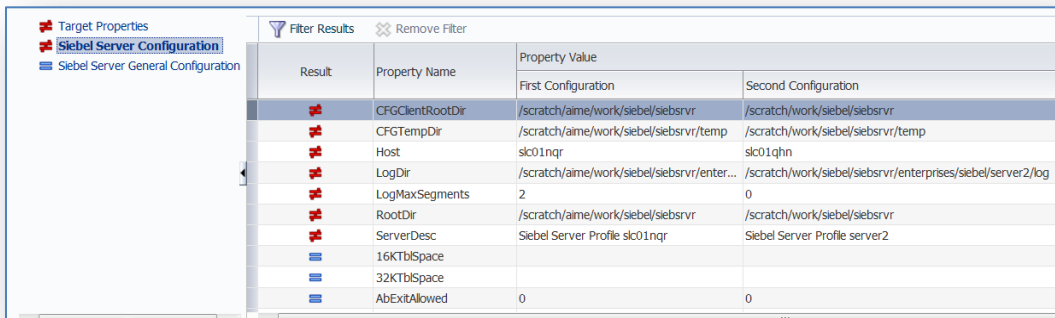 Target Properties
Siebel Server Configuration
Siebel Server General Configuration
Filter Results Remove Filter
Result Property Name Property Value
First Configuration Second Configuration
CFGClientRootDir /scratch/aime/work/siebel/siebsrvr /scratch/work/siebel/siebsrvr
CFGTempDir /scratch/aime/work/siebel/siebsrvr/temp /scratch/work/siebel/siebsrvr/temp
Host slc01nqr slc01qhn
LogDir /scratch/aime/work/siebel/siebsrvr/enter... /scratch/work/siebel/siebsrvr/enterprises/siebel/server2/log
LogMaxSegments 2 0
RootDir /scratch/aime/work/siebel/siebsrvr /scratch/work/siebel/siebsrvr
ServerDesc Siebel Server Profile slc01nqr Siebel Server Profile server2
16KTblSpace
32KTblSpace
AbExitAllowed 0 0